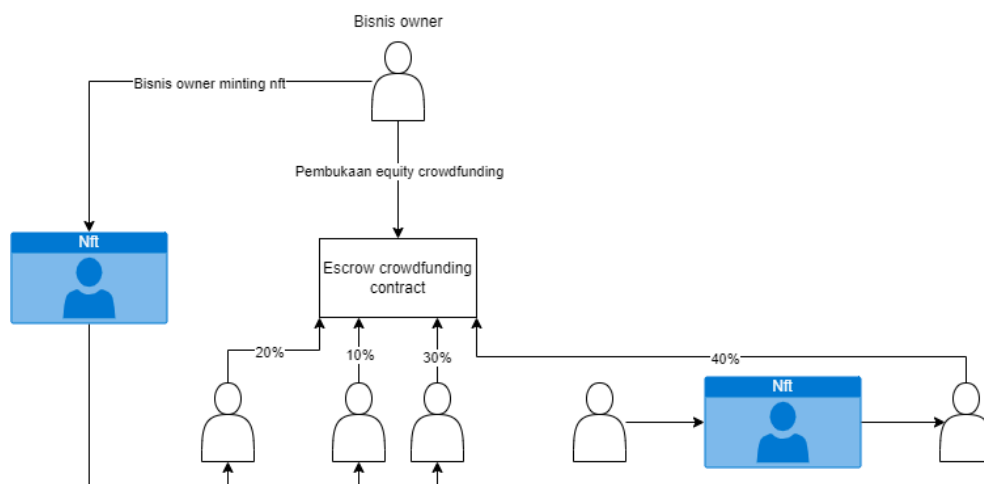 Bisnis owner
Bisnis owner minting nft
Pembukaan equity crowdfunding
Nft
Escrow crowdfunding
contract
20%
10%
30%
40%
Nft